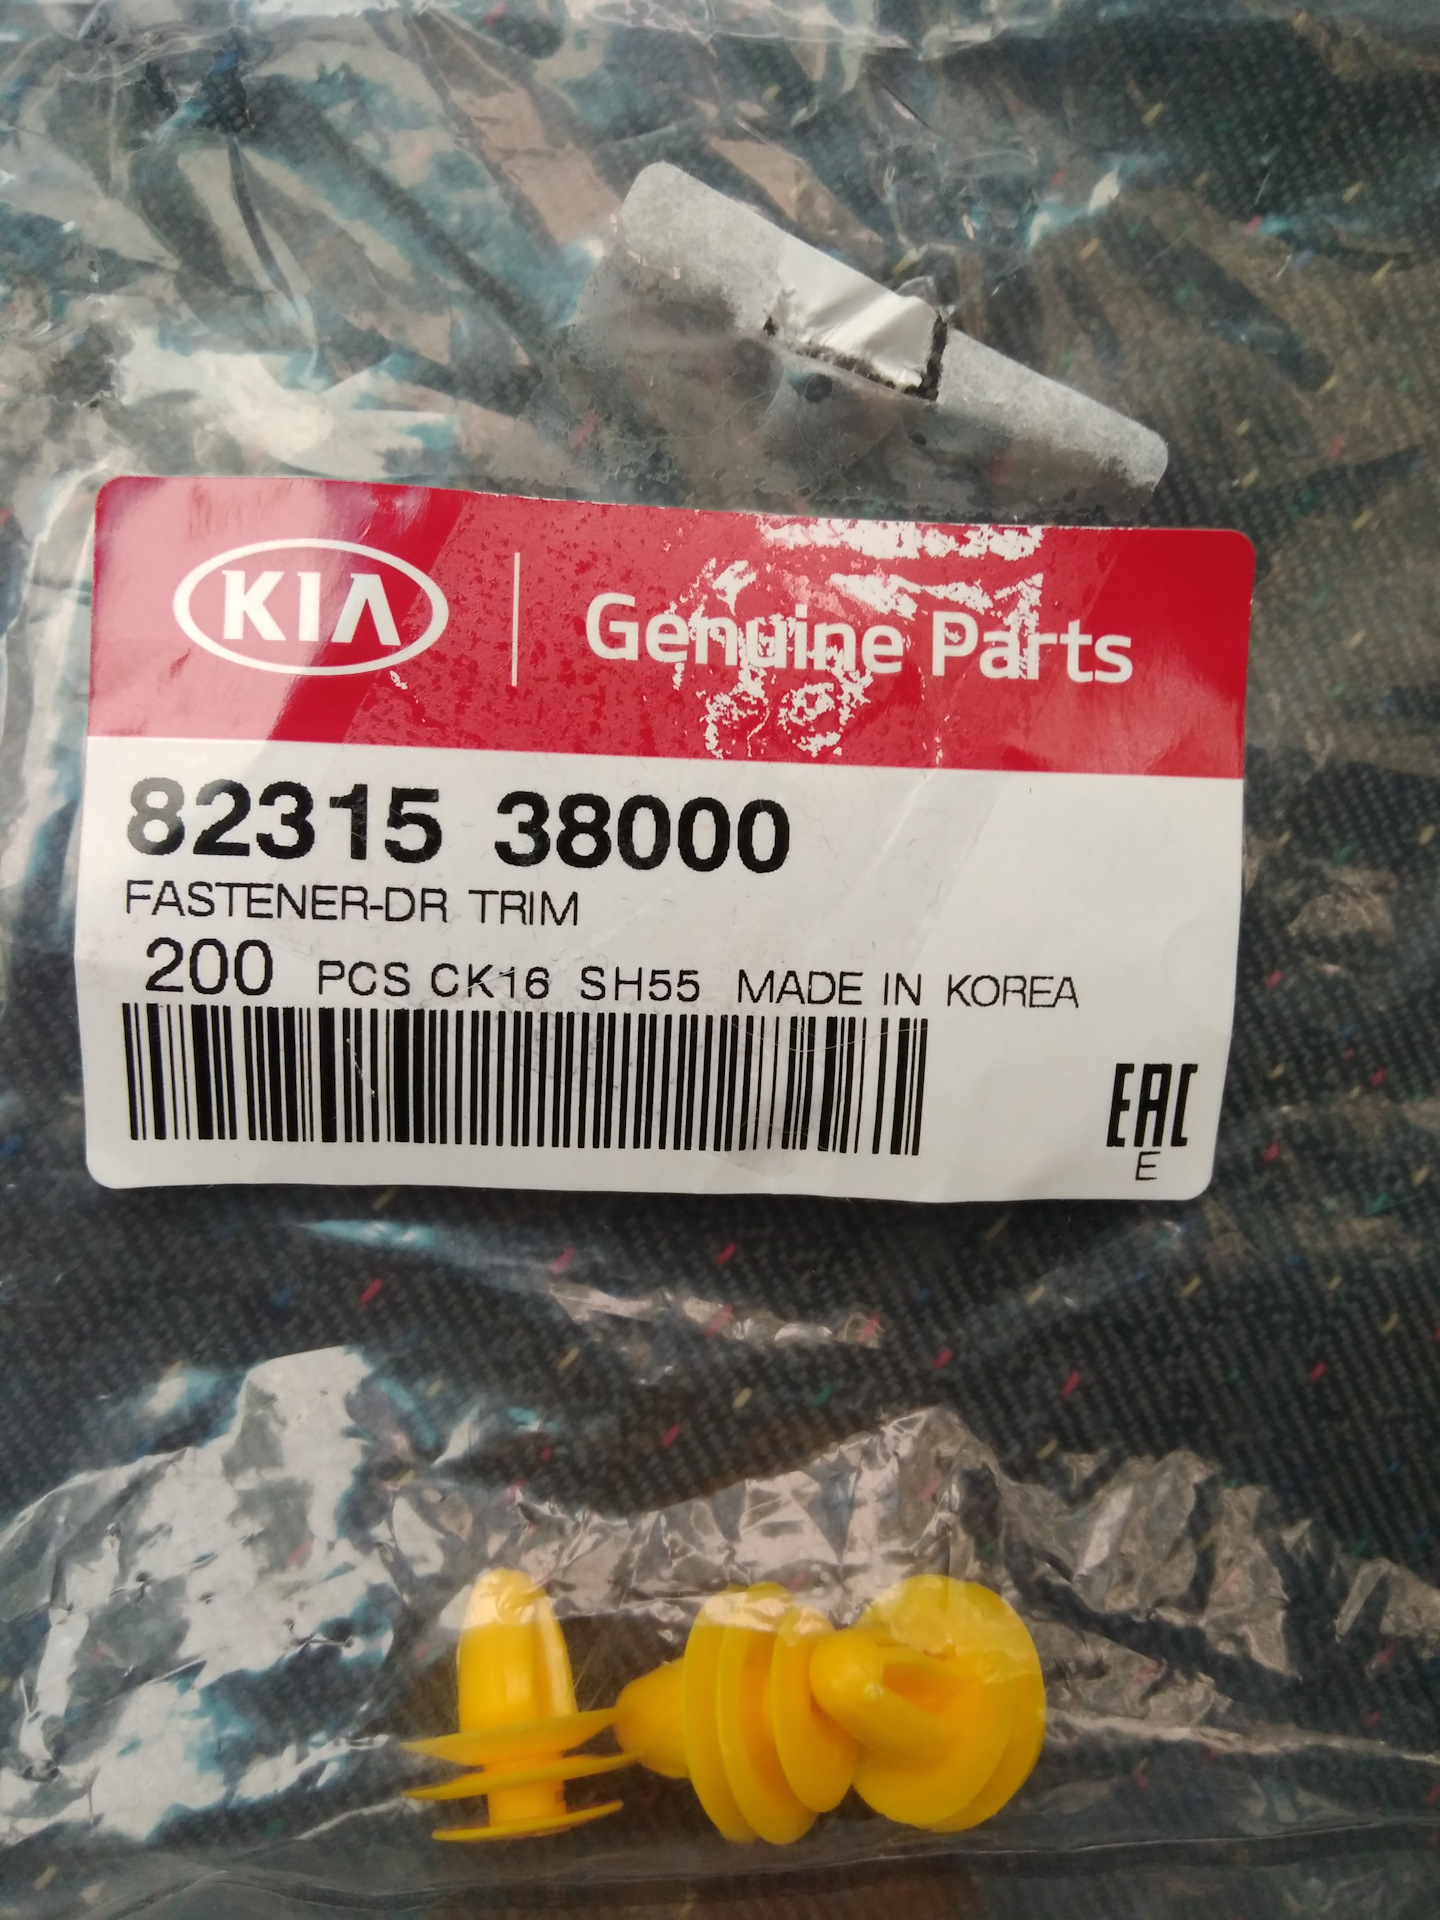 KIA Genuine Parts
82315 38000
FASTENER-DR TRIM
200 PCS CK16 SH55 MADE IN KOREA
EAC
E